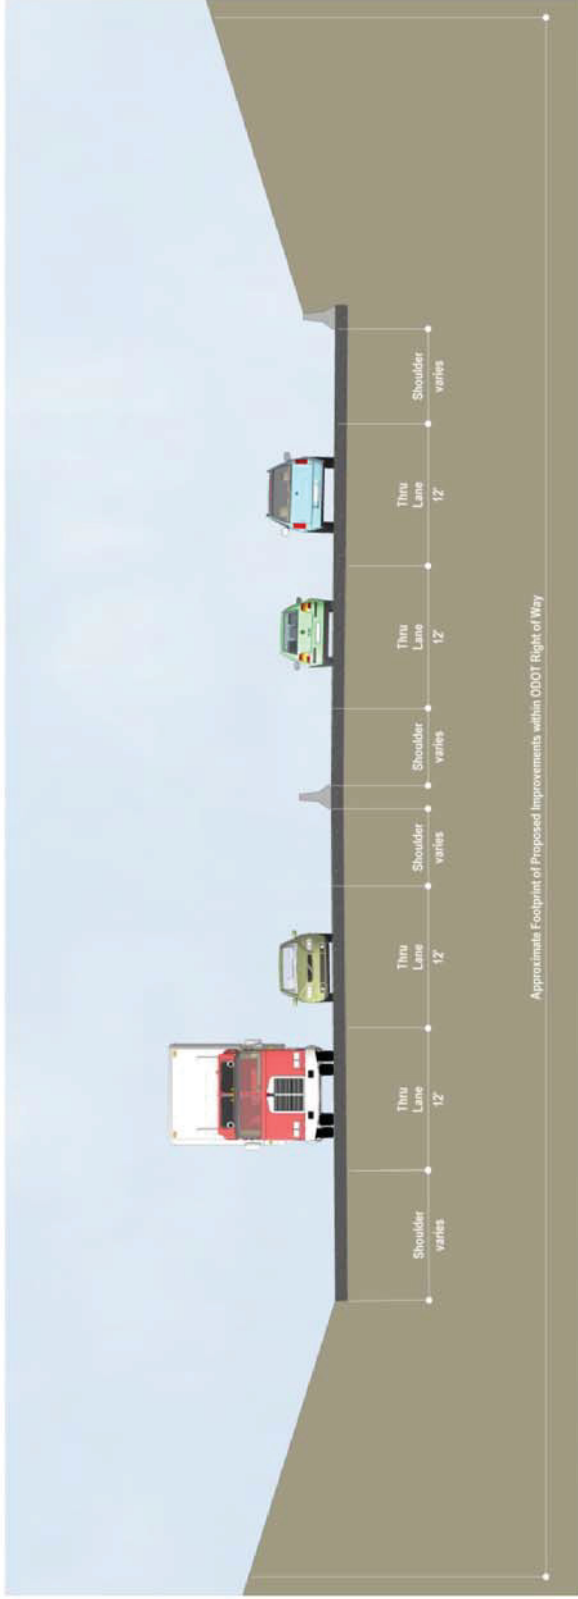 Shoulder
varies
Thru
Lane
12'
Thru
Lane
12'
Shoulder
varies
Shoulder
varies
Thru
Lane
12'
Thru
Lane
12'
Shoulder
varies
Approximate Footprint of Proposed Improvements within ODOT Right of Way